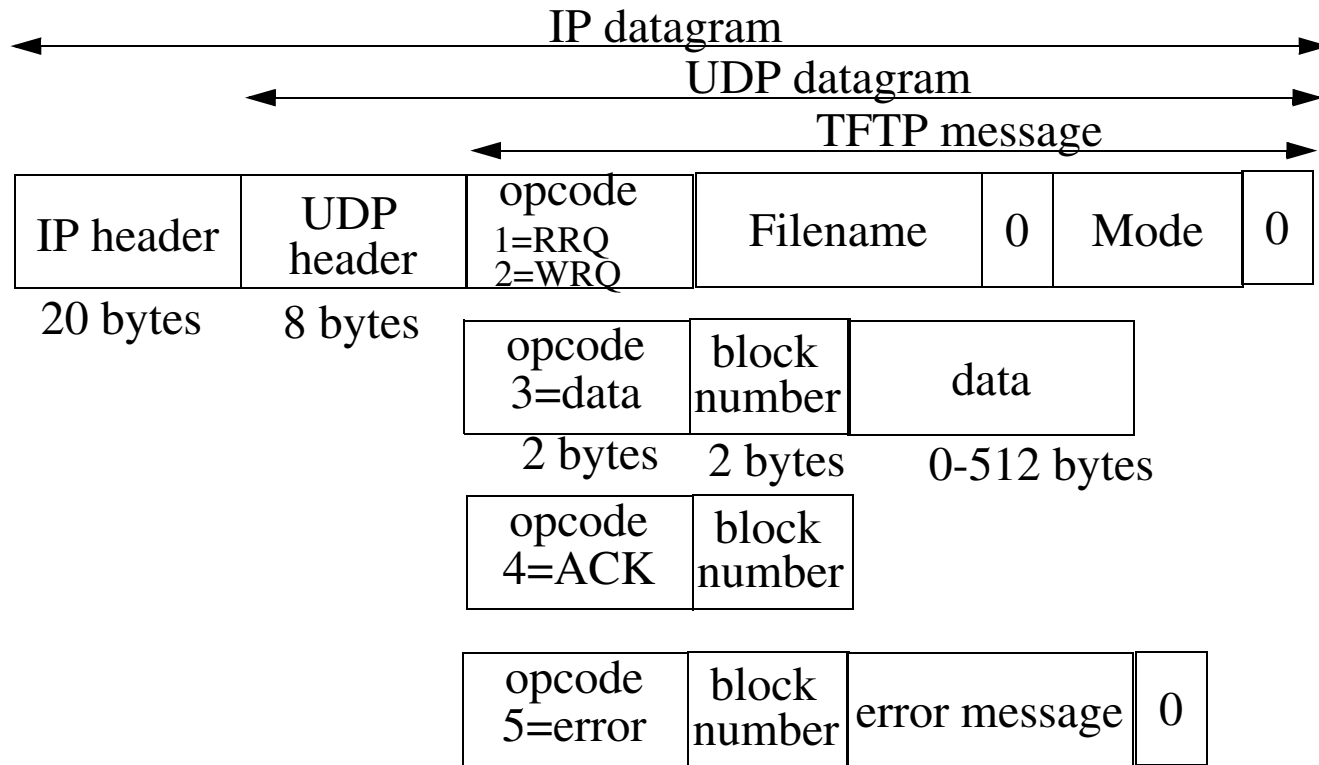 IP datagram
UDP datagram
TFTP message
IP header
UDP
header
opcode
1=RRQ
2=WRQ
Filename
0
Mode
0
20 bytes
8 bytes
opcode
3=data
block
number
data
2 bytes
2 bytes
0-512 bytes
opcode
4=ACK
block
number
opcode
5=error
block
number
error message
0